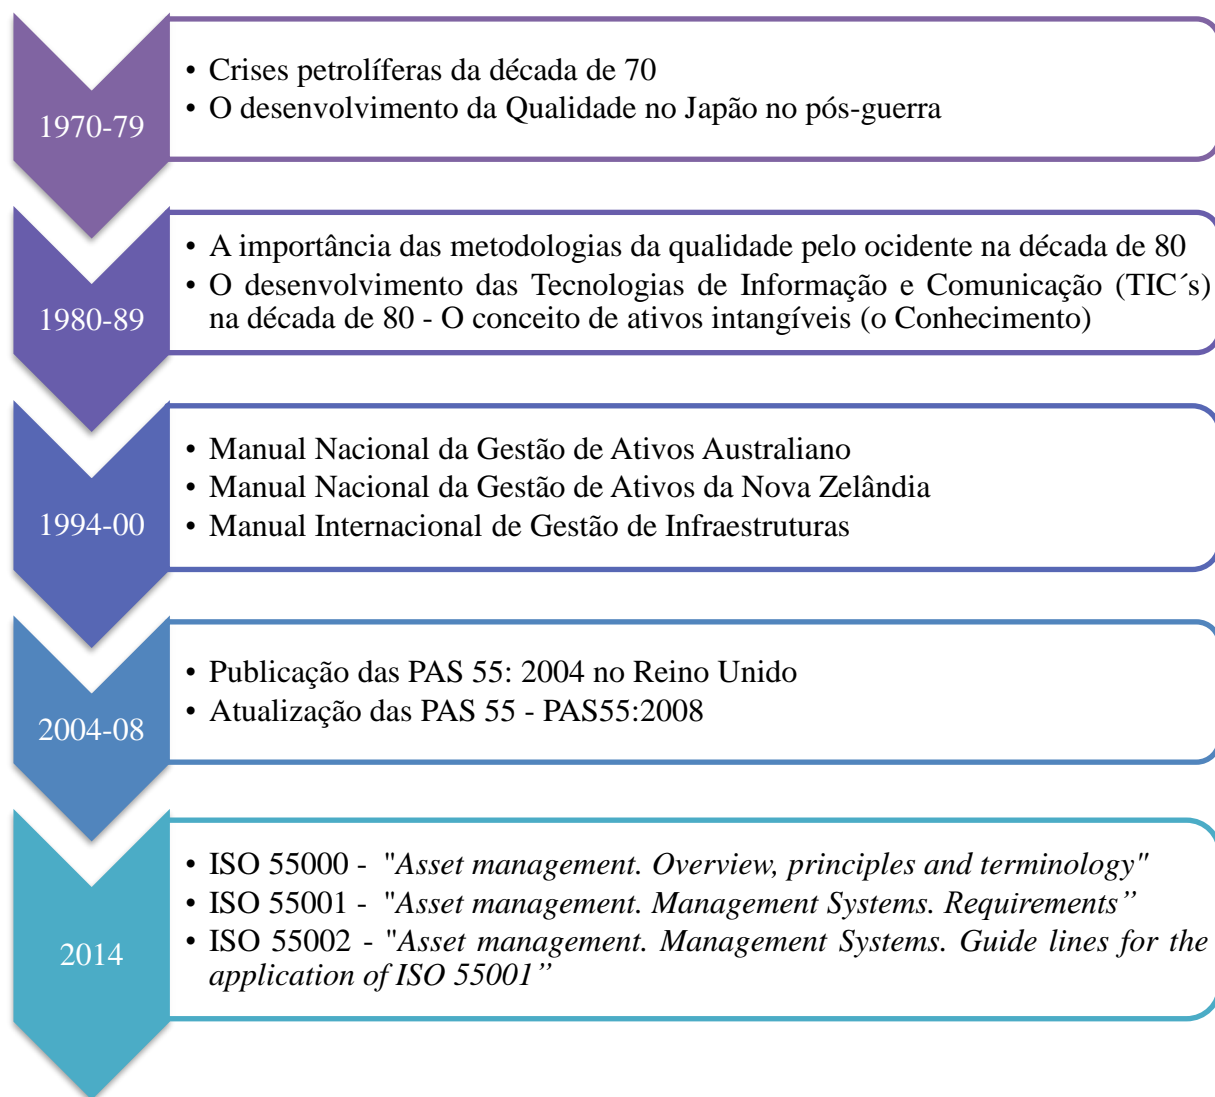 1970-79
• Crises petrolíferas da década de 70
• O desenvolvimento da Qualidade no Japão no pós-guerra
1980-89
• A importância das metodologias da qualidade pelo ocidente na década de 80
• O desenvolvimento das Tecnologias de Informação e Comunicação (TIC´s)
na década de 80 - O conceito de ativos intangíveis (o Conhecimento)
1994-00
• Manual Nacional da Gestão de Ativos Australiano
• Manual Nacional da Gestão de Ativos da Nova Zelândia
• Manual Internacional de Gestão de Infraestruturas
2004-08
• Publicação das PAS 55: 2004 no Reino Unido
• Atualização das PAS 55 - PAS55:2008
2014
• ISO 55000 - "Asset management. Overview, principles and terminology"
• ISO 55001 - "Asset management. Management Systems. Requirements”
• ISO 55002 - "Asset management. Management Systems. Guide lines for the
application of ISO 55001”